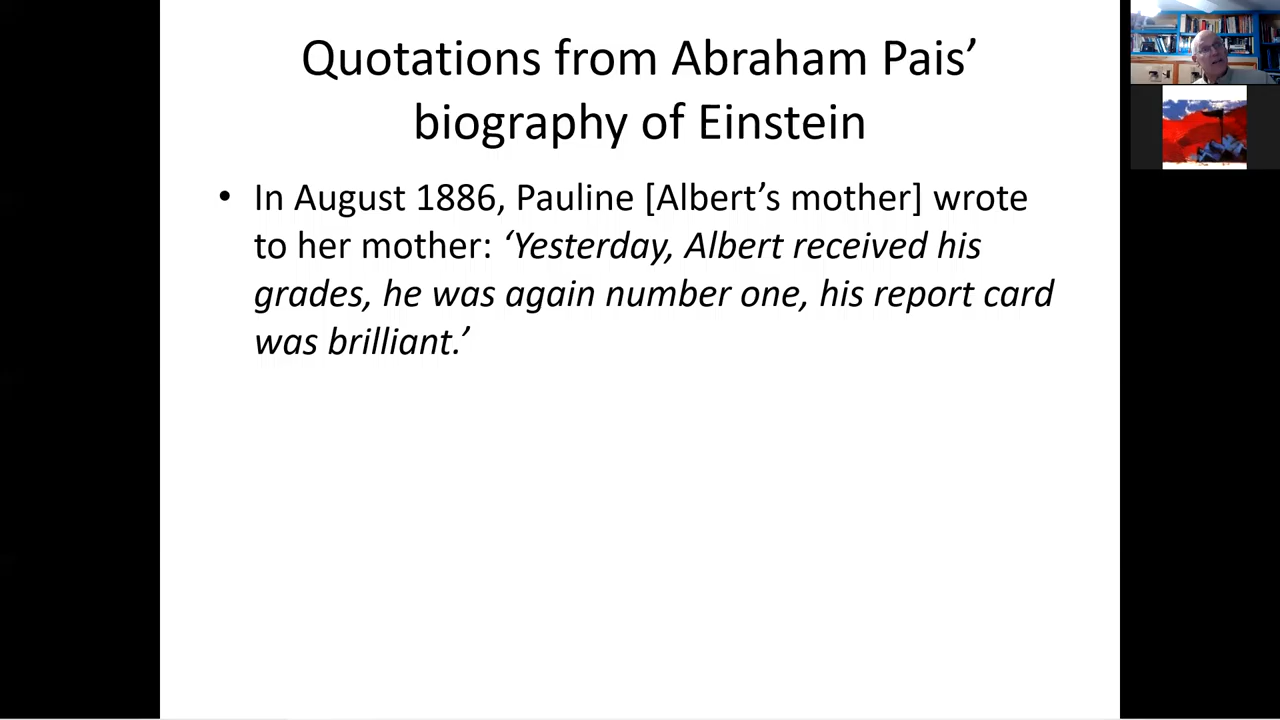 Quotations from Abraham Pais’
biography of Einstein
• In August 1886, Pauline [Albert’s mother] wrote
to her mother: ‘Yesterday, Albert received his
grades, he was again number one, his report card
was brilliant.’